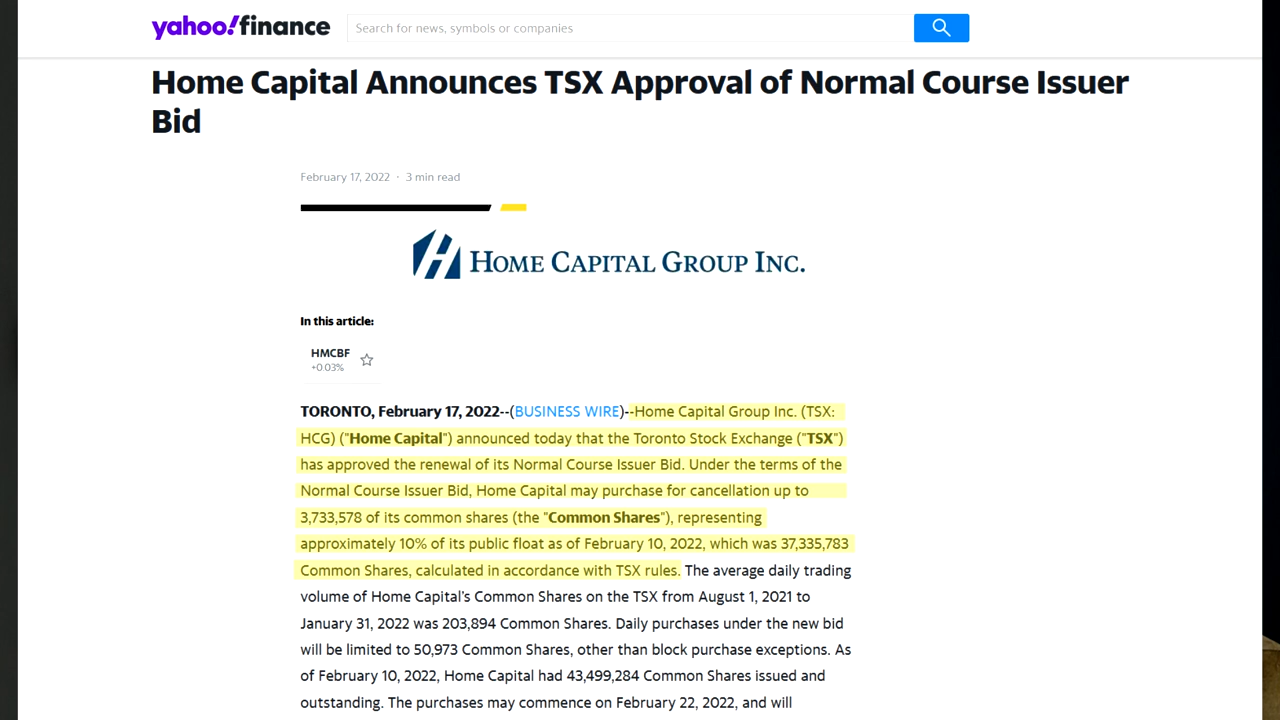 yahoo!finance
Search for news, symbols or companies
Home Capital Announces TSX Approval of Normal Course Issuer
Bid
February 17, 2022 · 3 min read
HOME CAPITAL GROUP INC.
In this article:
HMCBF
+0.03%
TORONTO, February 17, 2022--(BUSINESS WIRE)--Home Capital Group Inc. (TSX:
HCG) ("Home Capital") announced today that the Toronto Stock Exchange ("TSX")
has approved the renewal of its Normal Course Issuer Bid. Under the terms of the
Normal Course Issuer Bid, Home Capital may purchase for cancellation up to
3,733,578 of its common shares (the "Common Shares"), representing
approximately 10% of its public float as of February 10, 2022, which was 37,335,783
Common Shares, calculated in accordance with TSX rules. The average daily trading
volume of Home Capital's Common Shares on the TSX from August 1, 2021 to
January 31, 2022 was 203,894 Common Shares. Daily purchases under the new bid
will be limited to 50,973 Common Shares, other than block purchase exceptions. As
of February 10, 2022, Home Capital had 43,499,284 Common Shares issued and
outstanding. The purchases may commence on February 22, 2022, and will